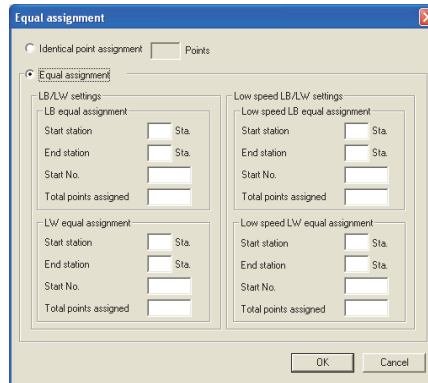 Equal assignment
Identical point assignment Points
Equal assignment
LB/LW settings
LB equal assignment
Start station Sta.
End station Sta.
Start No.
Total points assigned
LW equal assignment
Start station Sta.
End station Sta.
Start No.
Total points assigned
Low speed LB/LW settings
Low speed LB equal assignment
Start station Sta.
End station Sta.
Start No.
Total points assigned
Low speed LW equal assignment
Start station Sta.
End station Sta.
Start No.
Total points assigned
OK Cancel